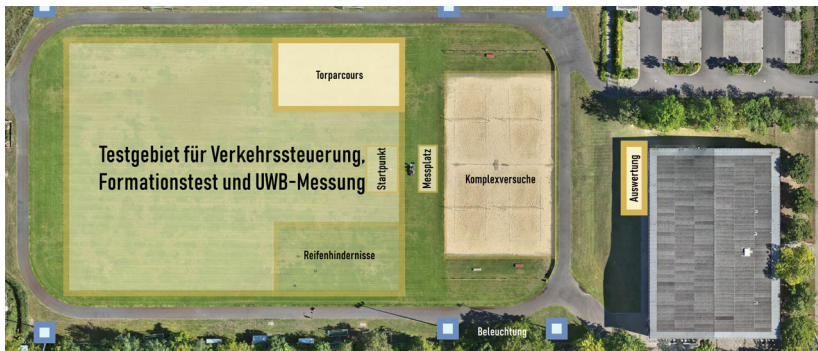 Torparcours
Testgebiet für Verkehrssteuerung,
Formationstest und UWB-Messung
Startpunkt
Messplatz
Komplexversuche
Auswertung
Reifenhindernisse
Beleuchtung